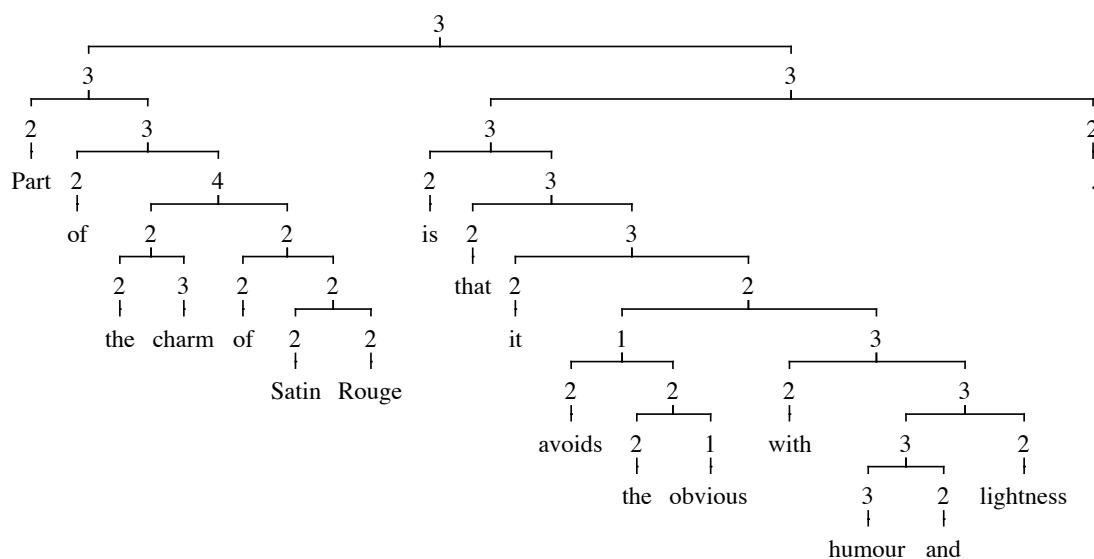 3
3 3
2 3 3 2
Part 2 4 2 3 .
of 2 2 is 2 3
2 3 2 2 that 2 2
the charm of 2 2 it 1 3
Satin Rouge 2 2 2 3
avoids 2 1 with 3 2
the obvious 3 2 lightness
humour and